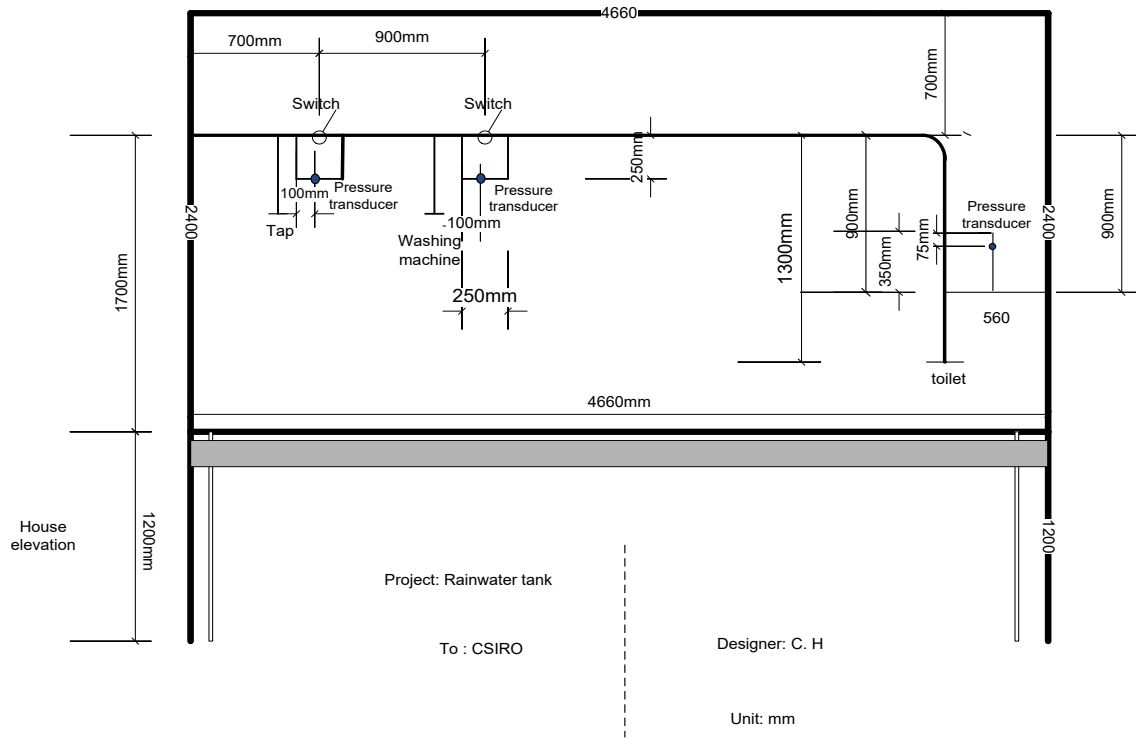 4660
700mm
900mm
700mm
Switch
Switch
250mm
100mm
Pressure
transducer
Pressure
transducer
Pressure
transducer
2400
Tap
100mm
Washing
machine
900mm
350mm
75mm
2400
900mm
1300mm
1700mm
250mm
560
toilet
4660mm
House
elevation
1200mm
1200
Project: Rainwater tank
To : CSIRO
Designer: C. H
Unit: mm